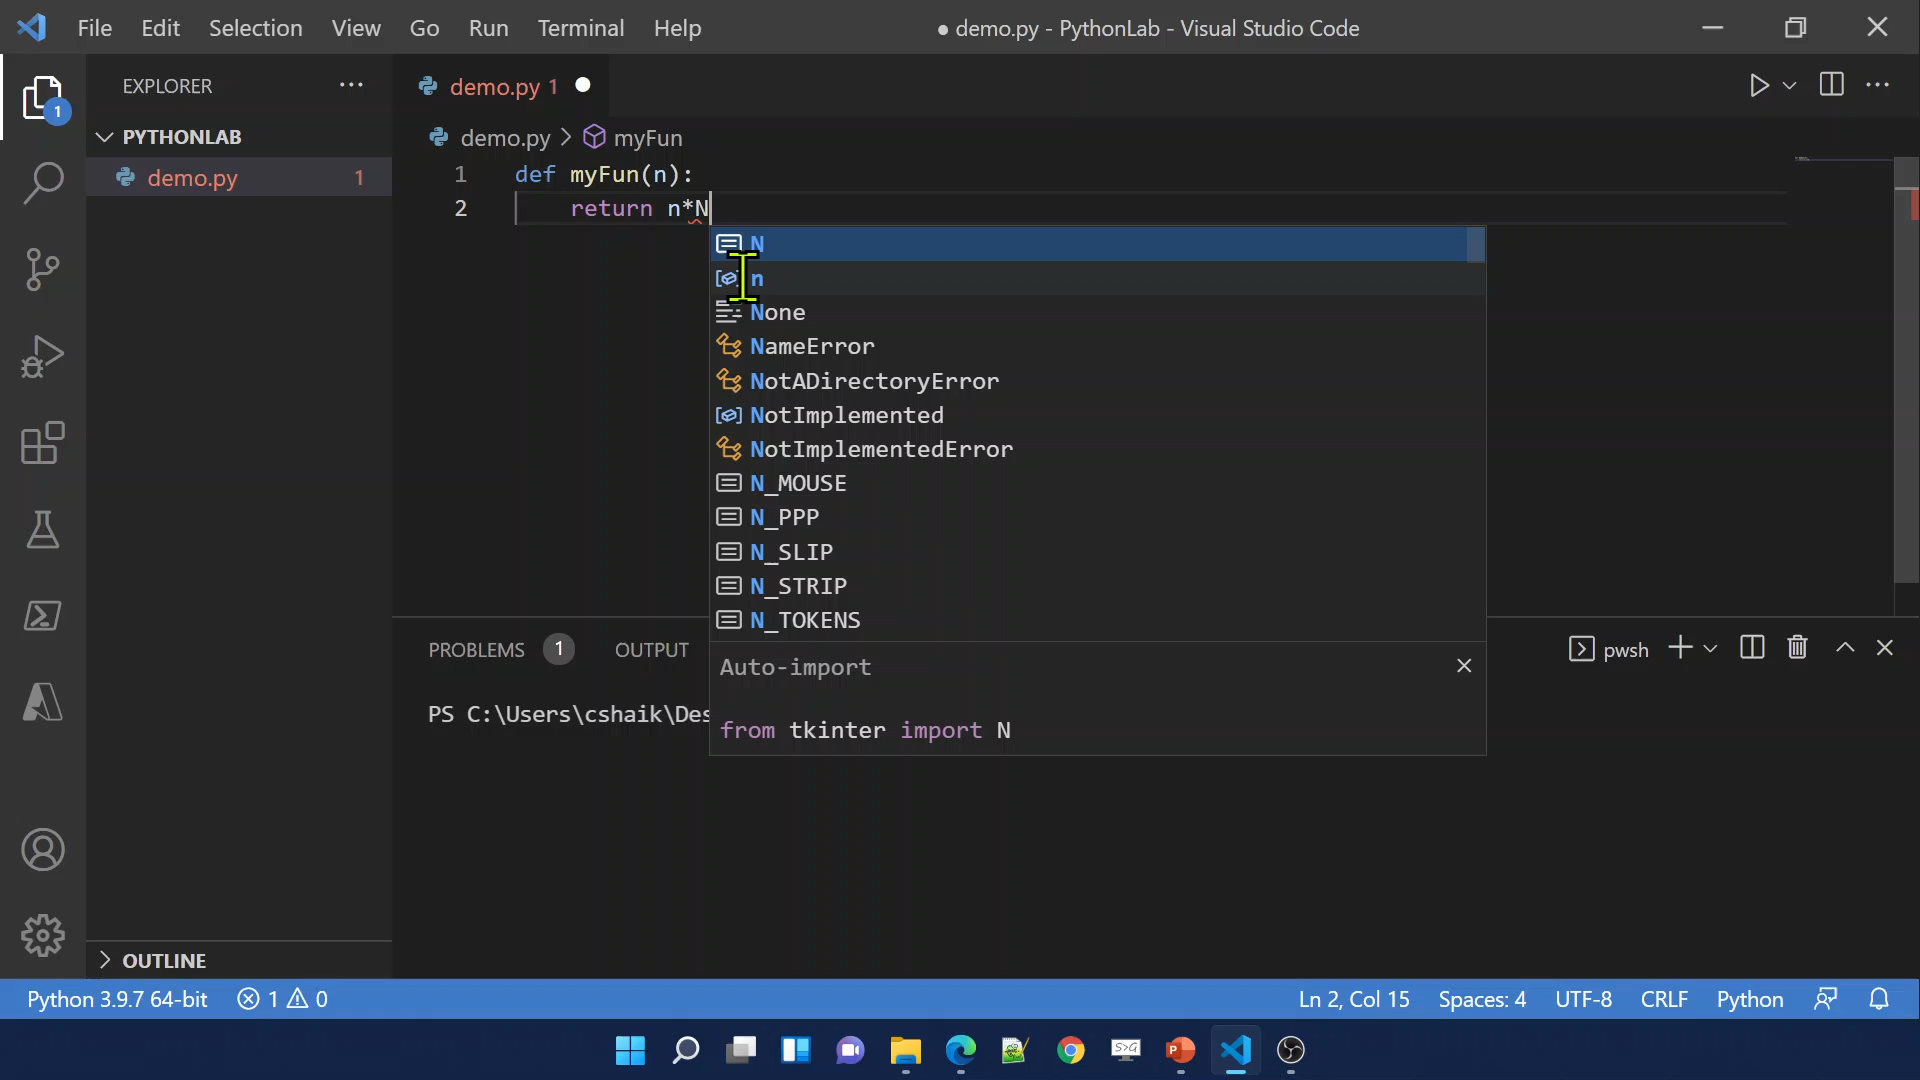 File Edit Selection View Go Run Terminal Help
● demo.py - PythonLab - Visual Studio Code
EXPLORER
1
PYTHONLAB
demo.py 1
demo.py 1
demo.py > myFun
1 def myFun(n):
2 return n*N
N
n
None
NameError
NotADirectoryError
NotImplemented
NotImplementedError
N_MOUSE
N_PPP
N_SLIP
N_STRIP
N_TOKENS
Auto-import
from tkinter import N
PROBLEMS 1 OUTPUT
pwsh
PS C:\Users\cshaik\Des
OUTLINE
Python 3.9.7 64-bit 1 0
Ln 2, Col 15 Spaces: 4 UTF-8 CRLF Python
S>G
P